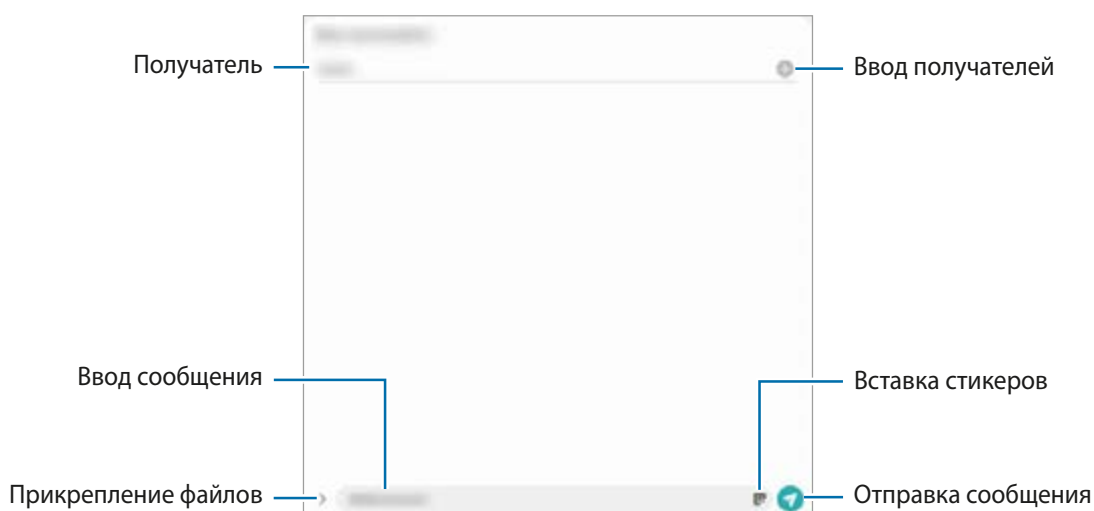 Получатель
Ввод получателей
Ввод сообщения
Вставка стикеров
Прикрепление файлов
Отправка сообщения